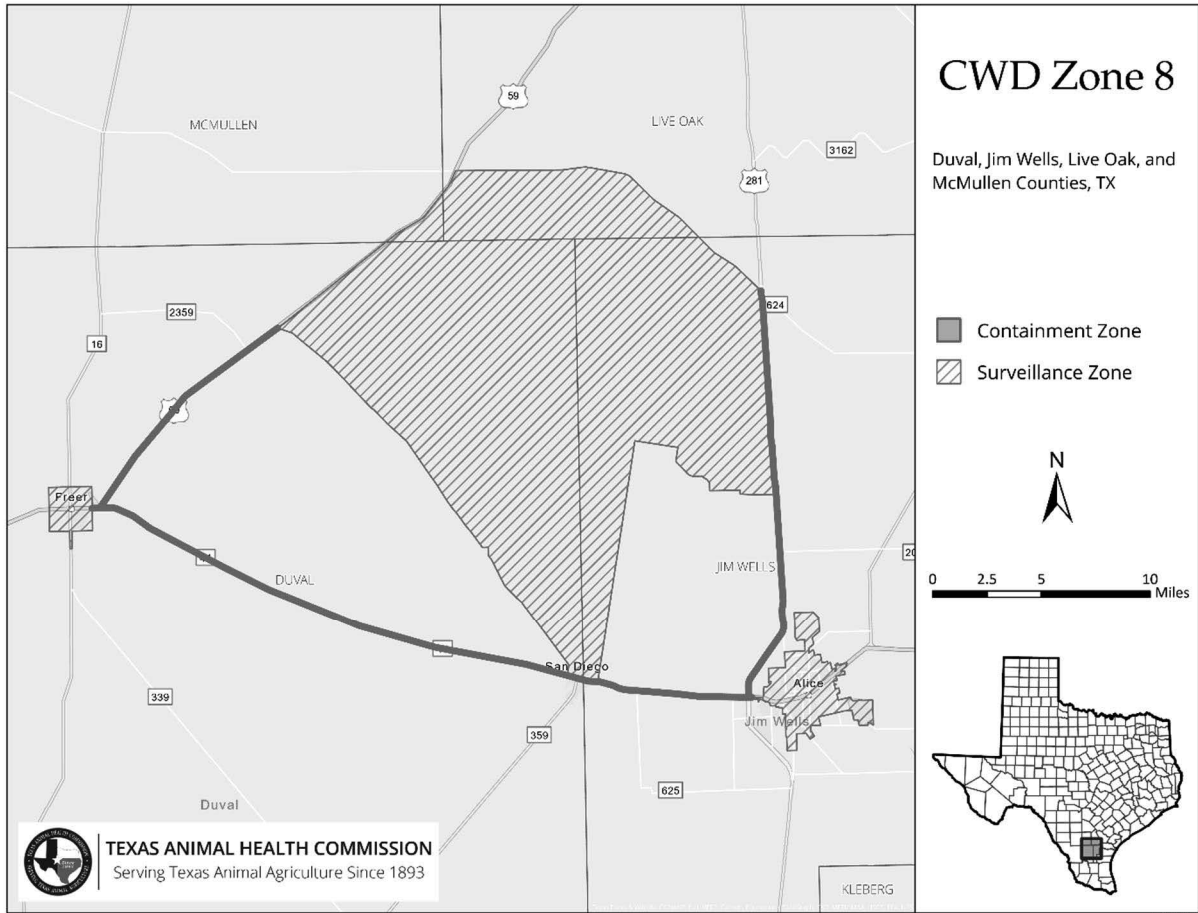 CWD Zone 8
Duval, Jim Wells, Live Oak, and
McMullen Counties, TX
Containment Zone
Surveillance Zone
N
0 2.5 5 10
Miles
59
MCMULLEN
LIVE OAK
3162
281
2359
624
16
Freer
DUVAL
JIM WELLS
20
San Diego
Alice
Jim Wells
339
359
625
Duval
KLEBERG
TEXAS ANIMAL HEALTH COMMISSION
Serving Texas Animal Agriculture Since 1893